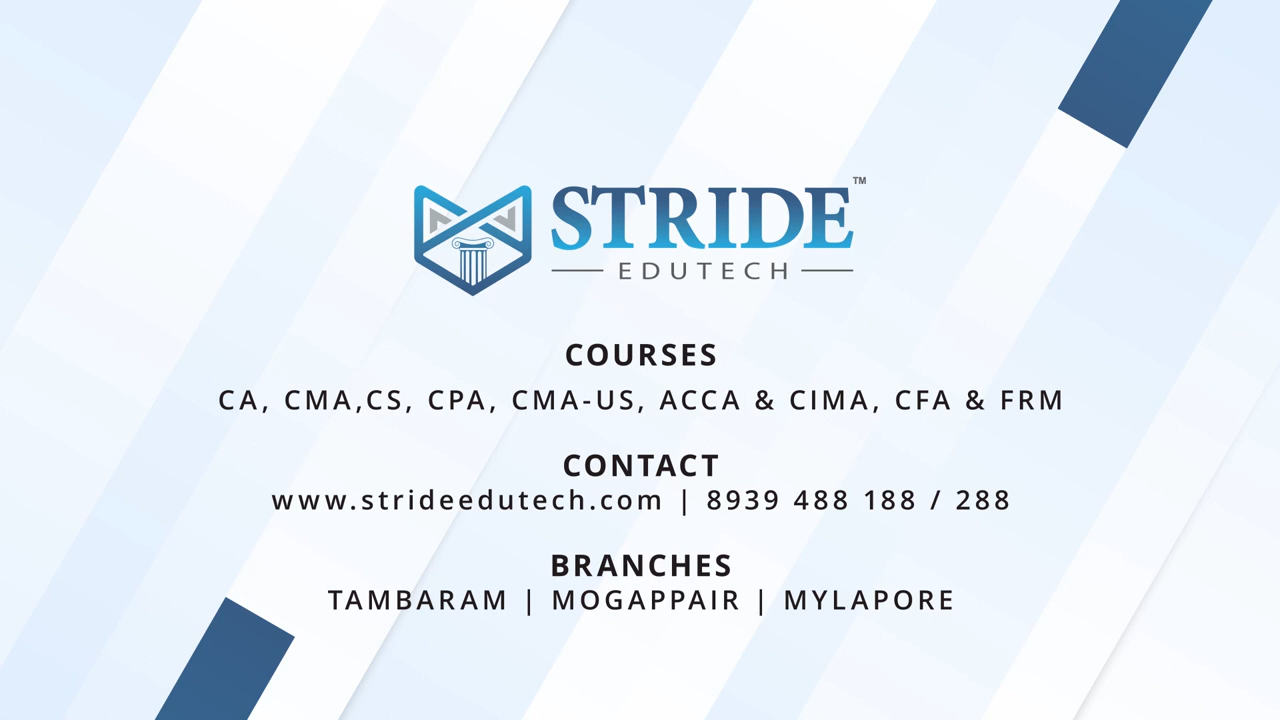 STRIDE™
EDUTECH
COURSES
CA, CMA,CS, CPA, CMA-US, ACCA & CIMA, CFA & FRM
CONTACT
www.strideedutech.com | 8939 488 188 / 288
BRANCHES
TAMBARAM | MOGAPPAIR | MYLAPORE